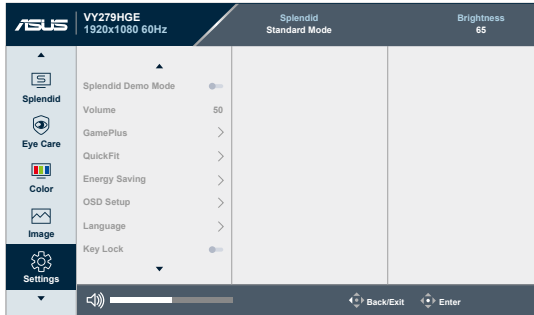 ASUS
VY279HGE
1920x1080 60Hz
Splendid
Standard Mode
Brightness
65
Splendid
Eye Care
Color
Image
Settings
Splendid Demo Mode
Volume 50
GamePlus
QuickFit
Energy Saving
OSD Setup
Language
Key Lock
Back/Exit
Enter